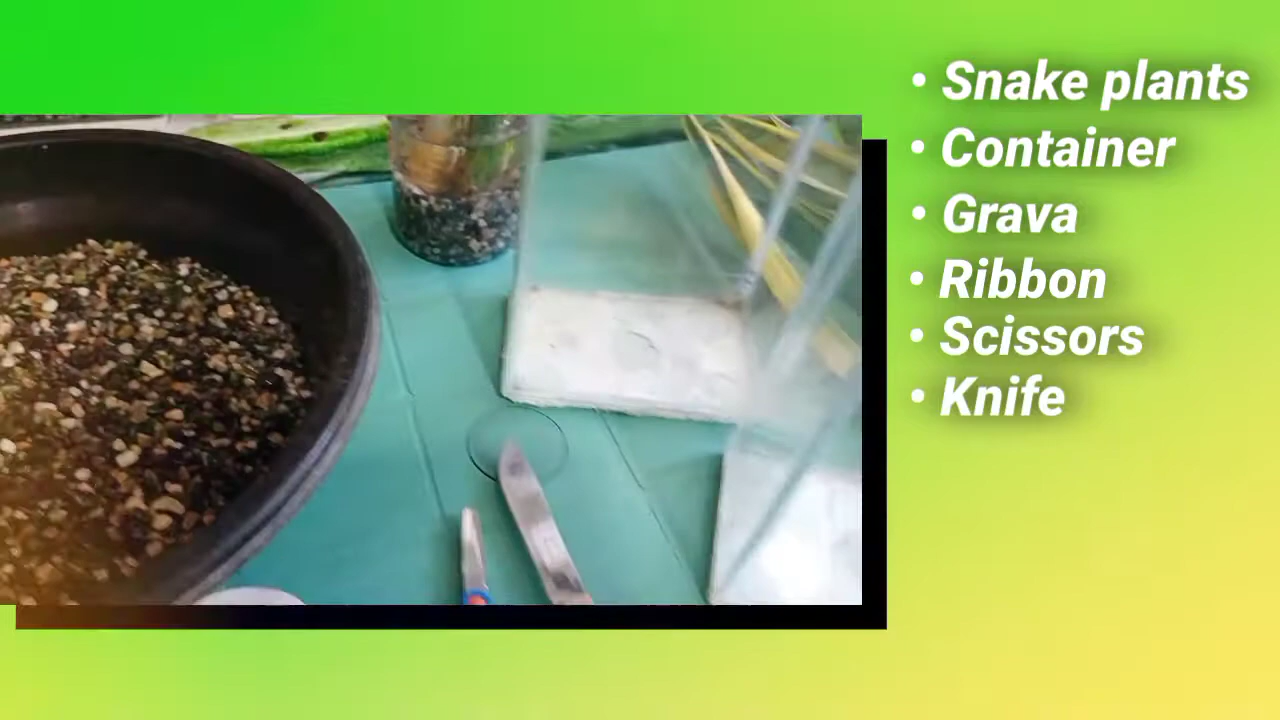 • Snake plants
• Container
• Grava
• Ribbon
• Scissors
• Knife